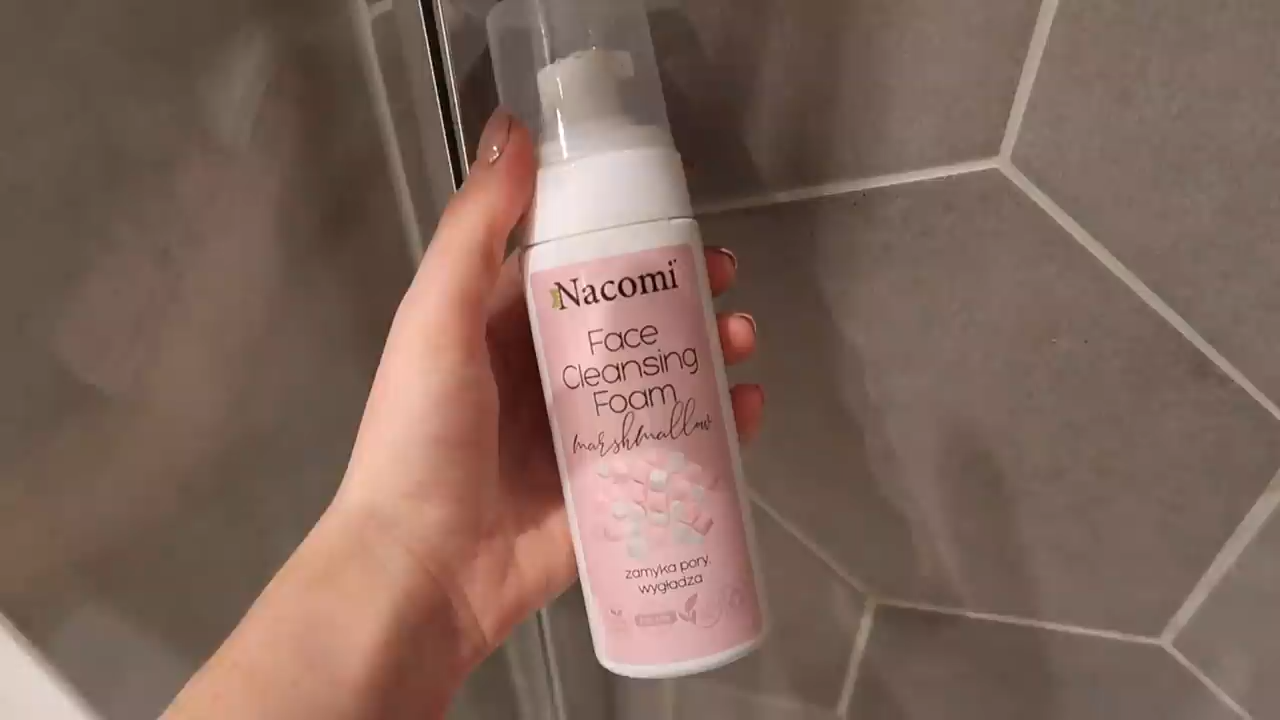 Nacomi
Face
Cleansing
Foam
marshmallow
zamyka pory,
wygładza